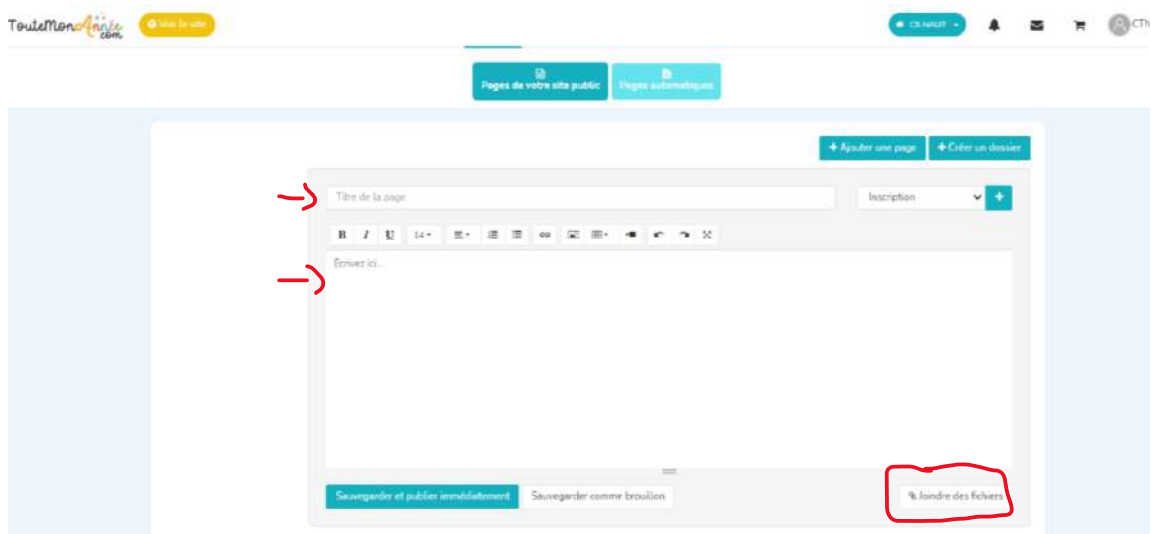 TouteMonAnnée.com
Voir le site
CS NAUT
CTh
Pages de votre site public
Pages automatiques
+ Ajouter une page
+ Créer un dossier
Titre de la page
Inscription
+
B I U 14
Écrivez ici...
Sauvegarder et publier immédiatement
Sauvegarder comme brouillon
Joindre des fichiers